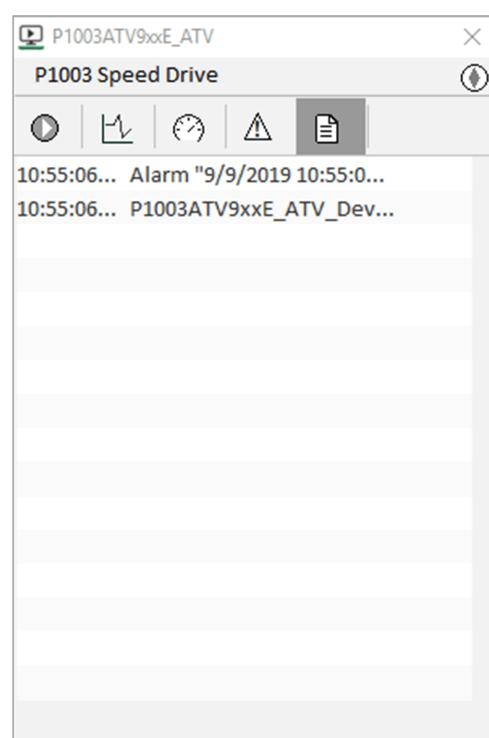 P1003ATV9xxE_ATV
P1003 Speed Drive
10:55:06... Alarm "9/9/2019 10:55:0...
10:55:06... P1003ATV9xxE_ATV_Dev...